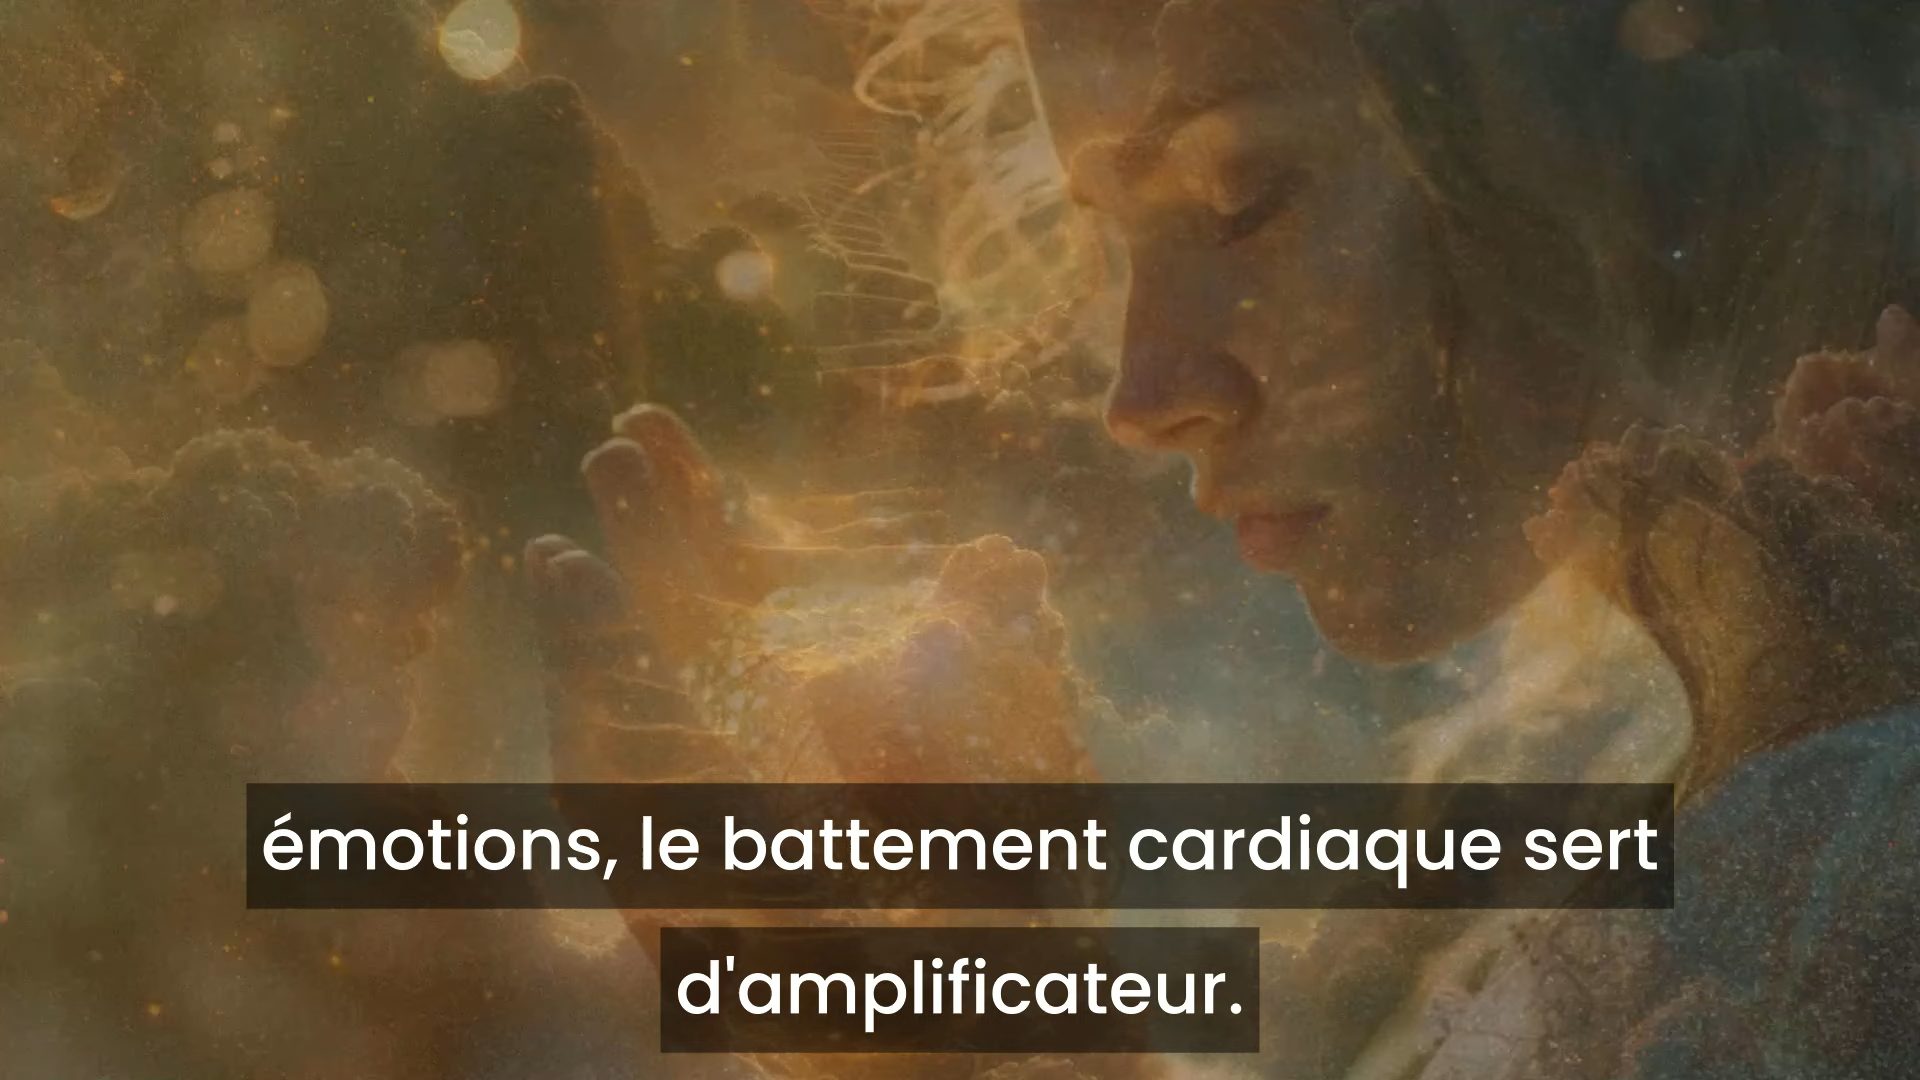 émotions, le battement cardiaque sert
d'amplificateur.